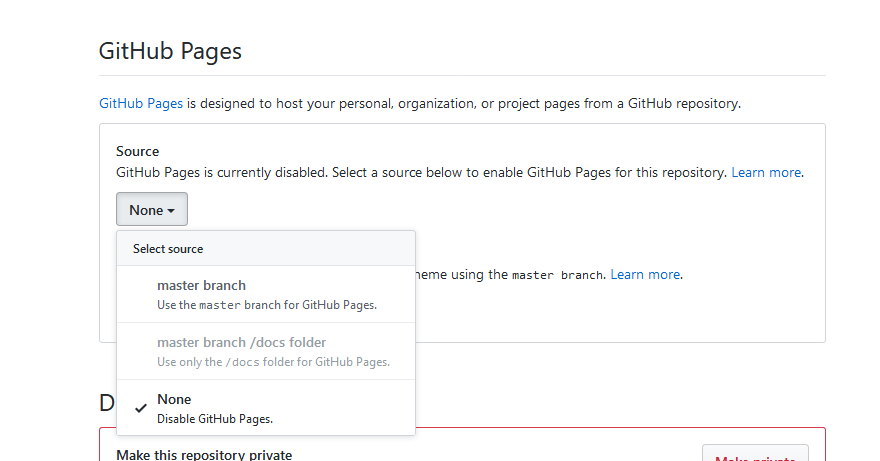 GitHub Pages
GitHub Pages is designed to host your personal, organization, or project pages from a GitHub repository.
Source
GitHub Pages is currently disabled. Select a source below to enable GitHub Pages for this repository. Learn more.
None
Select source
master branch
Use the master branch for GitHub Pages.
using the master branch. Learn more.
master branch /docs folder
Use only the /docs folder for GitHub Pages.
None
Disable GitHub Pages.
D
Make this repository private
Make private